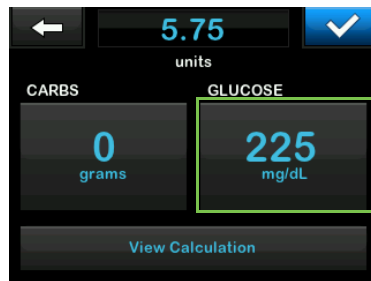 5.75
units
CARBS
GLUCOSE
0
grams
225
mg/dL
View Calculation